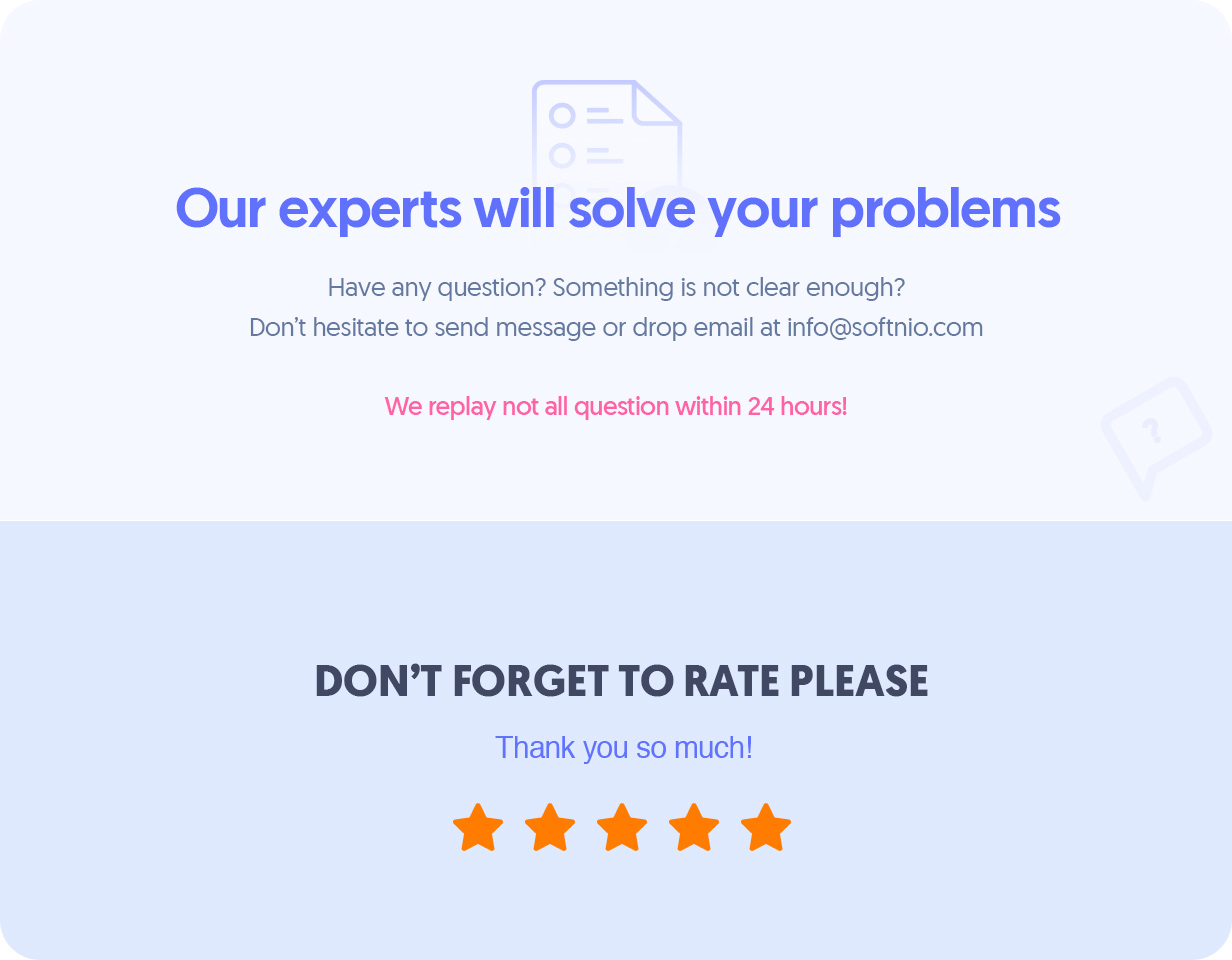 Our experts will solve your problems
Have any question? Something is not clear enough?
Don’t hesitate to send message or drop email at info@softnio.com
We replay not all question within 24 hours!
?
DON’T FORGET TO RATE PLEASE
Thank you so much!